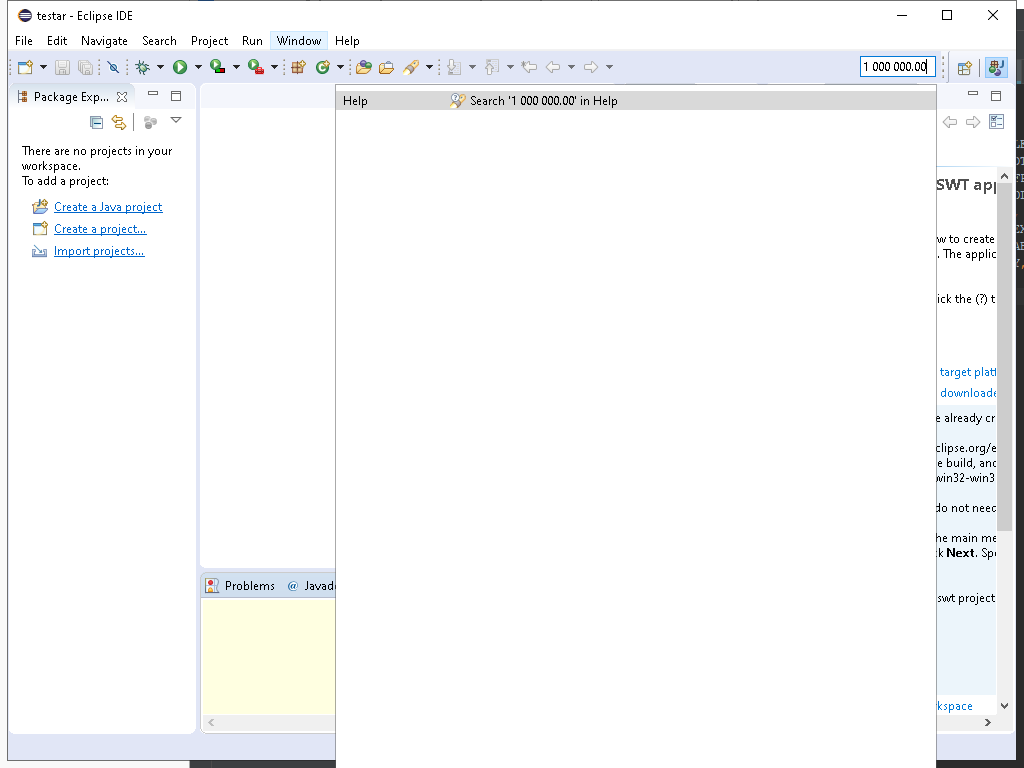 testar - Eclipse IDE
File Edit Navigate Search Project Run Window Help
1 000 000.00
Package Exp...
Help Search '1 000 000.00' in Help
There are no projects in your
workspace.
To add a project:
Create a Java project
Create a project...
Import projects...
SWT app
w to create
. The applic
ick the (?) t
target platf
downloade
e already cr
clipse.org/e
e build, and
win32-win3
do not need
he main me
k Next. Spe
swt project
kspace
Problems @ Javad